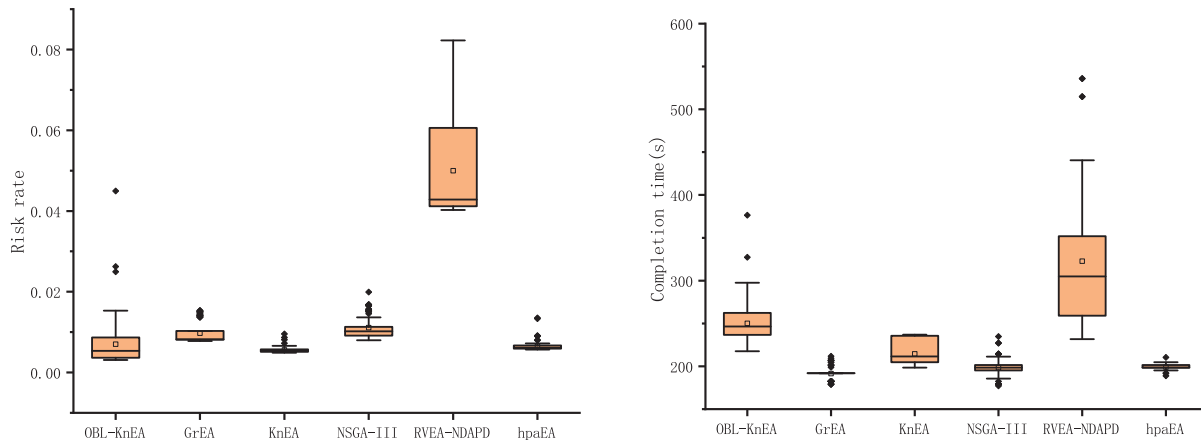 0.08
0.06
0.04
0.02
0.00
Risk rate
OBL-KnEA GrEA KnEA NSGA-III RVEA-NDAPD hpaEA
600
500
400
300
200
Completion time(s)
OBL-KnEA GrEA KnEA NSGA-III RVEA-NDAPD hpaEA